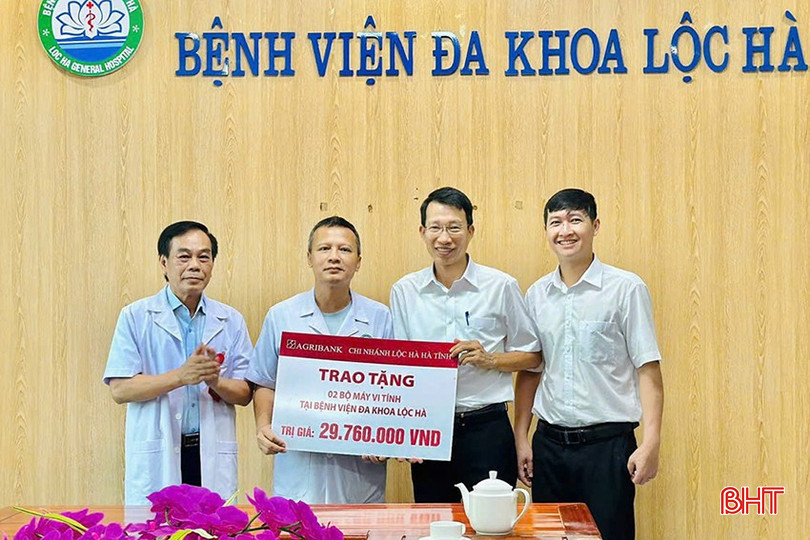 BỆNH VIỆN ĐA KHOA LỘC HÀ
LOC HA GENERAL HOSPITAL
AGRIBANK CHI NHÁNH LỘC HÀ HÀ TĨNH
TRAO TẶNG
02 BỘ MÁY VI TÍNH
TẠI BỆNH VIỆN ĐA KHOA LỘC HÀ
TRỊ GIÁ: 29.760.000 VND
BHT